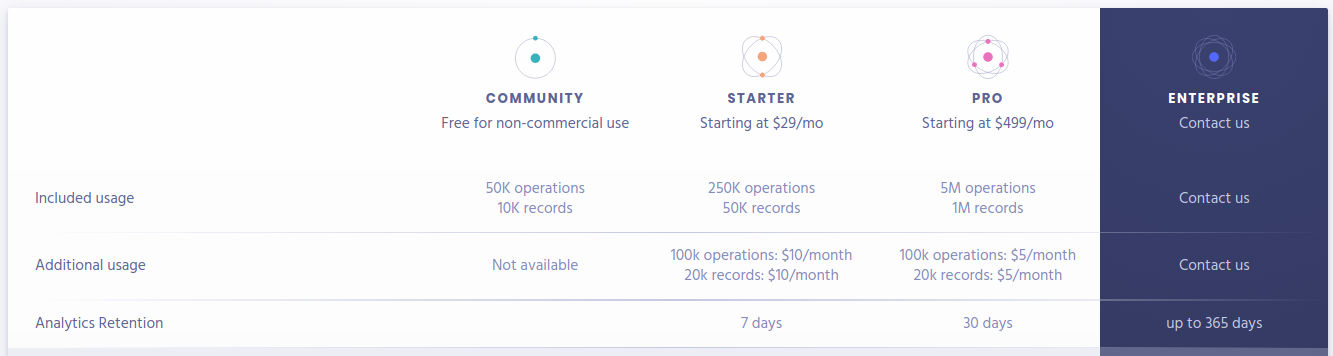 COMMUNITY STARTER PRO ENTERPRISE
Free for non-commercial use Starting at $29/mo Starting at $499/mo Contact us
Included usage
50K operations
10K records
250K operations
50K records
5M operations
1M records
Contact us
Additional usage
Not available
100k operations: $10/month
20k records: $10/month
100k operations: $5/month
20k records: $5/month
Contact us
Analytics Retention 7 days 30 days up to 365 days